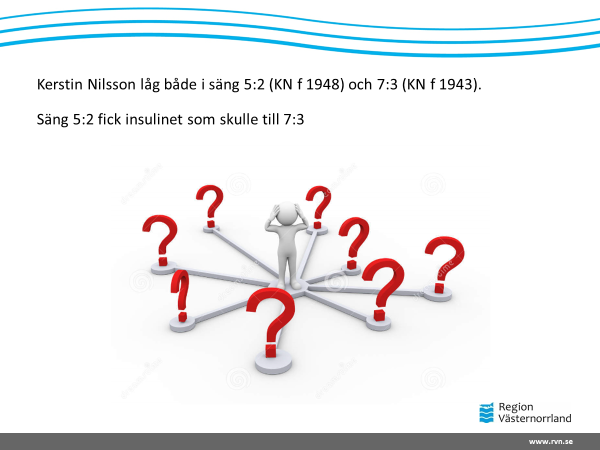 Kerstin Nilsson låg både i säng 5:2 (KN f 1948) och 7:3 (KN f 1943).
Säng 5:2 fick insulinet som skulle till 7:3
Region
Västernorrland
www.rvn.se